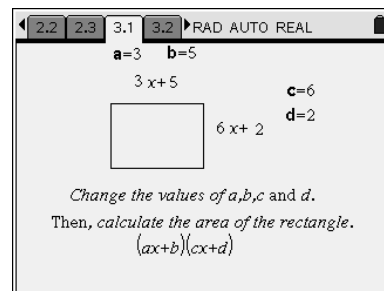 2.2 2.3 3.1 3.2 RAD AUTO REAL
a=3 b=5
3x+5
c=6
d=2
6x+2
Change the values of a,b,c and d.
Then, calculate the area of the rectangle.
(ax+b)(cx+d)